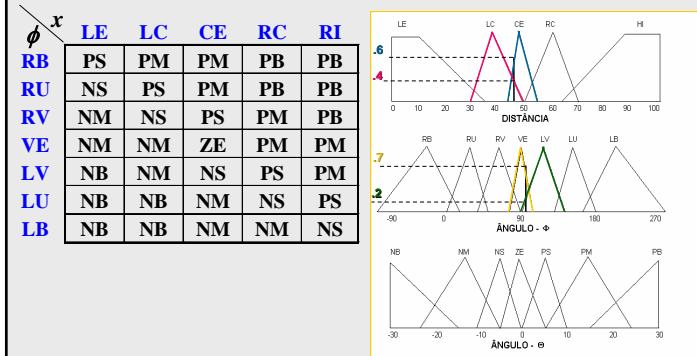 ϕ x LE LC CE RC RI
RB PS PM PM PB PB
RU NS PS PM PB PB
RV NM NS PS PM PB
VE NM NM ZE PM PM
LV NB NM NS PS PM
LU NB NB NM NS PS
LB NB NB NM NM NS
LE LC CE RC HI
.6
.4
0 10 20 30 40 50 60 70 80 90 100
DISTÂNCIA
RB RU RV VE LV LU LB
.7
.2
-90 0 90 180 270
ÂNGULO - Φ
NB NM NS ZE PS PM PB
-30 -20 -10 0 10 20 30
ÂNGULO - Θ